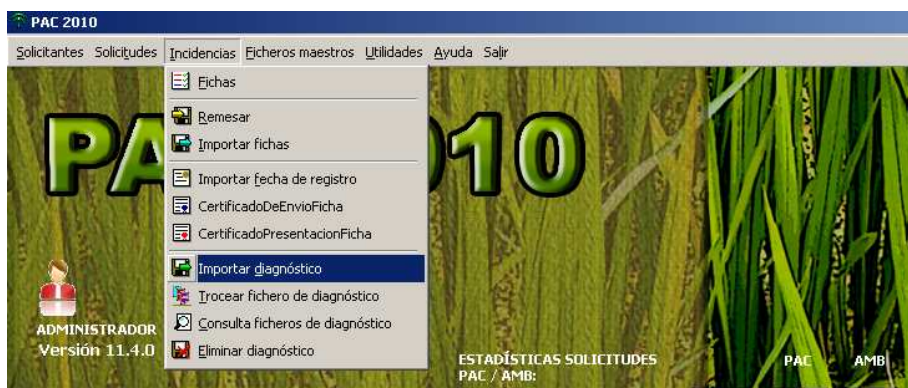 PAC 2010
Solicitantes Solicitudes Incidencias Ficheros maestros Utilidades Ayuda Salir
Fichas
Remesar
Importar fichas
Importar fecha de registro
CertificadoDeEnvioFicha
CertificadoPresentacionFicha
Importar diagnóstico
Trocear fichero de diagnóstico
Consulta ficheros de diagnóstico
Eliminar diagnóstico
PA 10
ADMINISTRADOR
Versión 11.4.0
ESTADÍSTICAS SOLICITUDES
PAC / AMB:
PAC AMB